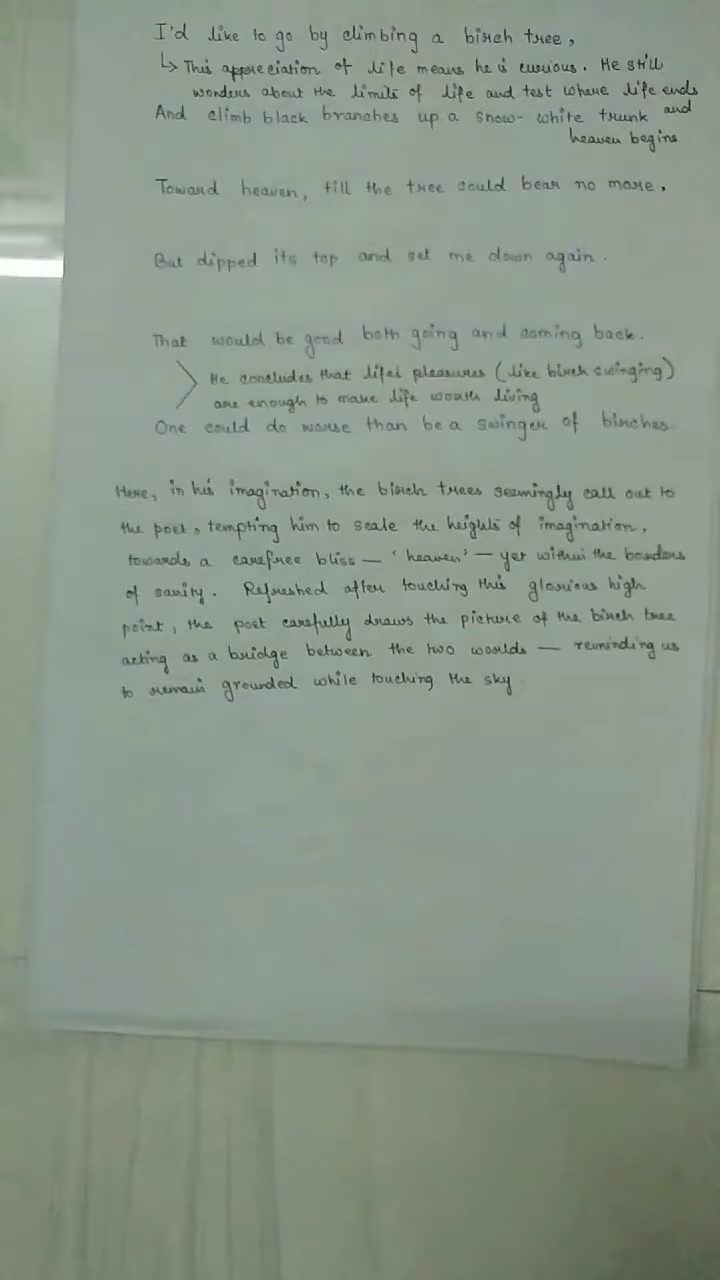 I'd like to go by climbing a birch tree,
↳ This appreciation of life means he is curious. He still
wonders about the limits of life and test where life ends
and
And climb black branches up a snow-white trunk
heaven begins
Toward heaven, till the tree could bear no more,
But dipped its top and set me down again.
That would be good both going and coming back.
He concludes that life's pleasures (like birch swinging)
are enough to make life worth living
One could do worse than be a swinger of birches.
Here, in his imagination, the birch trees seemingly call out to
the poet, tempting him to scale the heights of imagination,
towards a carefree bliss — 'heaven' — yet within the borders
of sanity. Refreshed after touching this glorious high
point, the poet carefully draws the picture of the birch tree
acting as a bridge between the two worlds — reminding us
to remain grounded while touching the sky